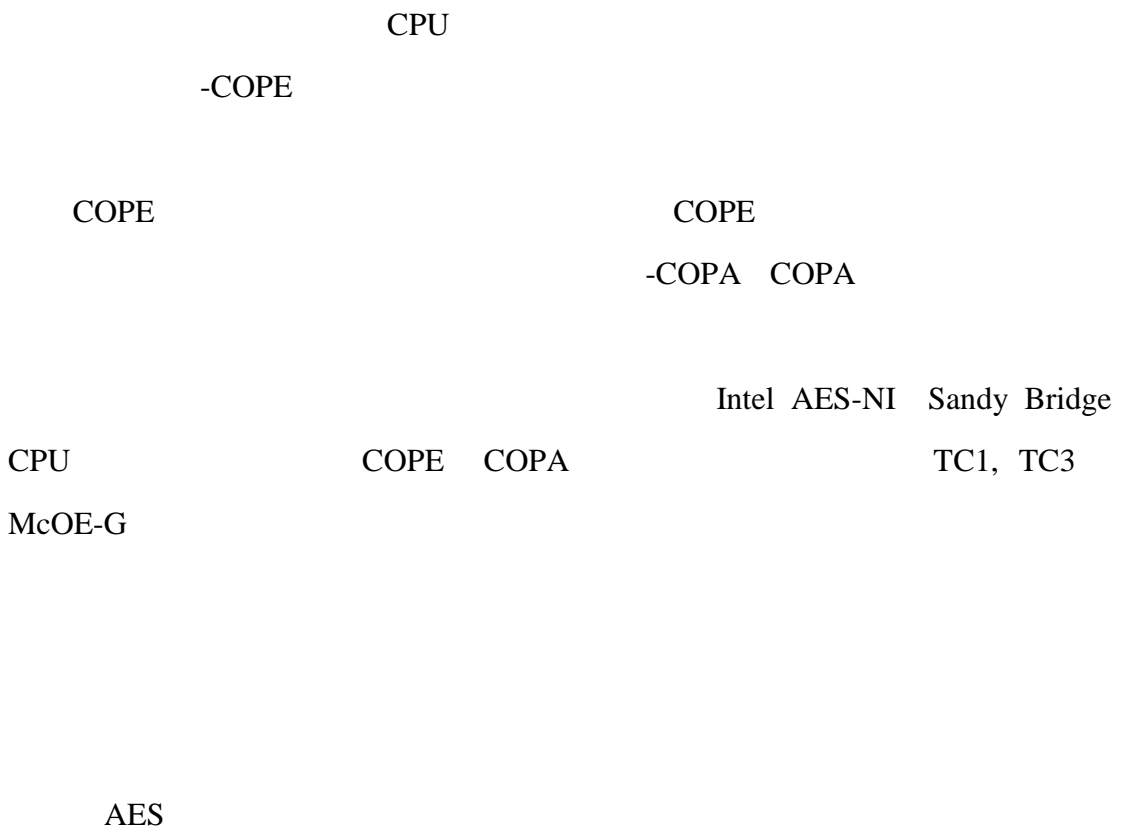 CPU
-COPE
COPE COPE
-COPA COPA
Intel AES-NI Sandy Bridge
CPU COPE COPA TC1, TC3
McOE-G
AES